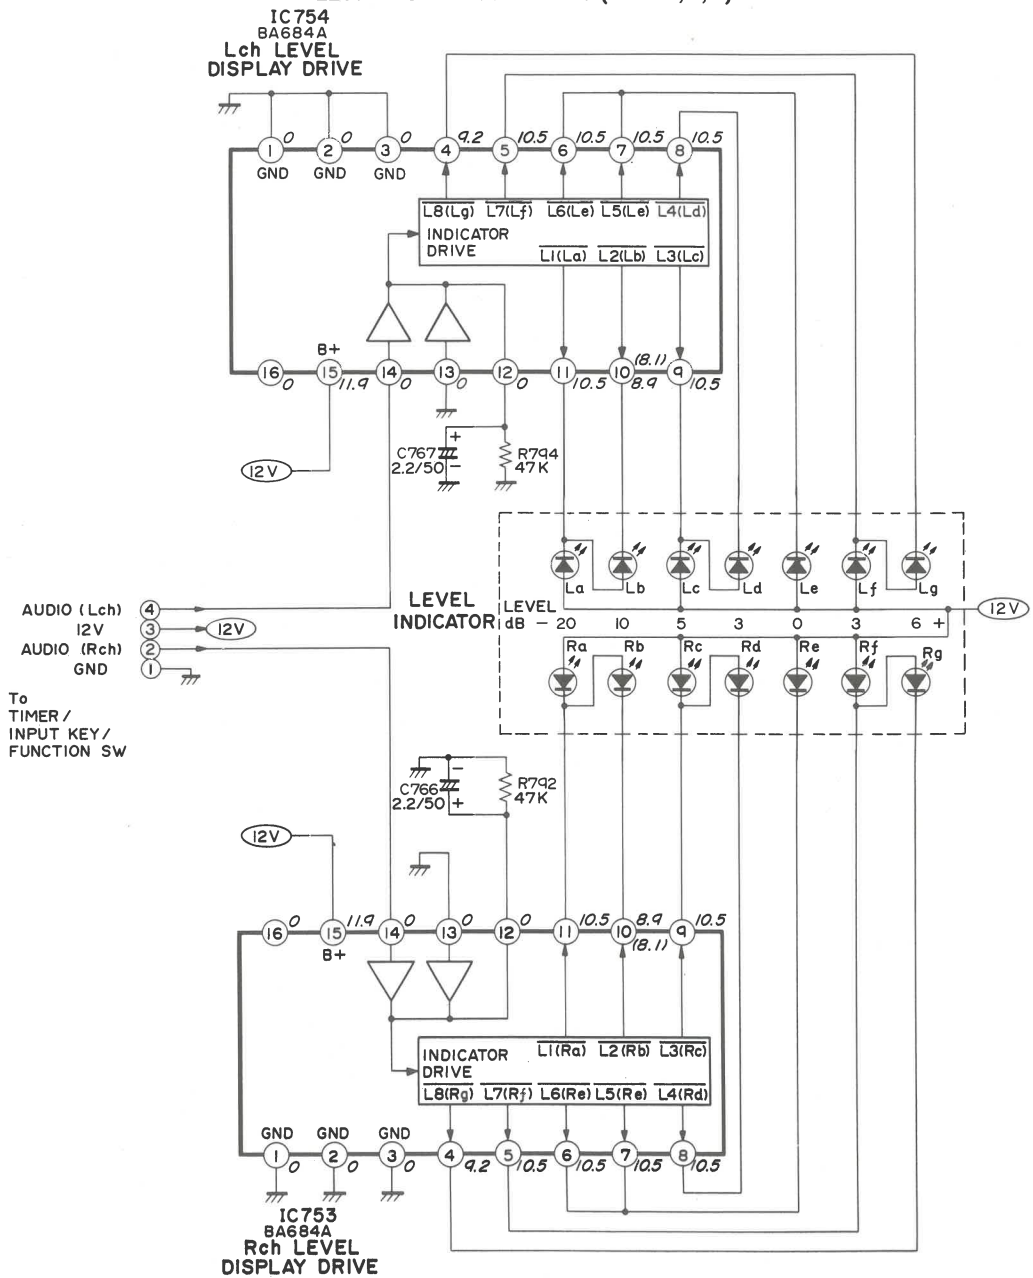 IC754
BA684A
Lch LEVEL
DISPLAY DRIVE
0 0 0 9.2 10.5 10.5 10.5 10.5
1 2 3 4 5 6 7 8
GND GND GND
L8(Lg) L7(Lf) L6(Le) L5(Le) L4(Ld)
INDICATOR
DRIVE
L1(La) L2(Lb) L3(Lc)
B+
(8.1)
16 15 14 13 12 11 10 9
0 11.9 0 0 0 10.5 8.9 10.5
C767 + R794
2.2/50 - 47K
12V
La Lb Lc Ld Le Lf Lg
AUDIO (Lch) 4
12V 3 12V
AUDIO (Rch) 2
GND 1
LEVEL
INDICATOR
LEVEL
dB - 20 10 5 3 0 3 6 +
12V
Ra Rb Rc Rd Re Rf Rg
To
TIMER/
INPUT KEY/
FUNCTION SW
C766 - R792
2.2/50 + 47K
12V
0 11.9 0 0 0 10.5 8.9 10.5
16 15 14 13 12 11 10 9
(8.1)
B+
L1(Ra) L2(Rb) L3(Rc)
INDICATOR
DRIVE
L8(Rg) L7(Rf) L6(Re) L5(Re) L4(Rd)
GND GND GND
1 2 3 4 5 6 7 8
0 0 0 9.2 10.5 10.5 10.5 10.5
IC753
BA684A
Rch LEVEL
DISPLAY DRIVE